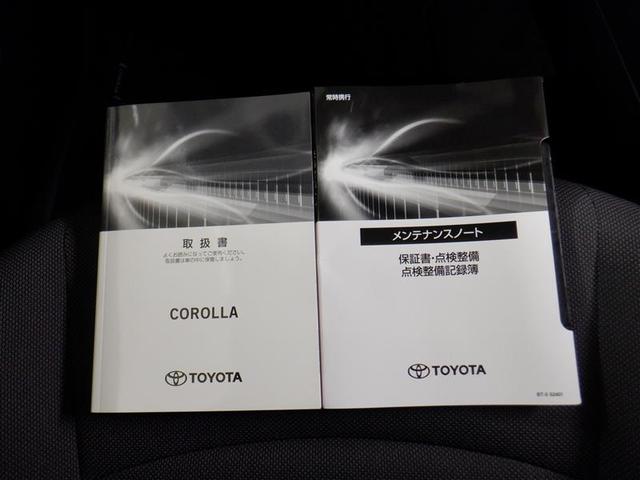 取扱書
よくお読みになってご使用ください。
取扱書は車の中に保管しましょう。
COROLLA
TOYOTA
常時携行
メンテナンスノート
保証書・点検整備
点検整備記録簿
TOYOTA